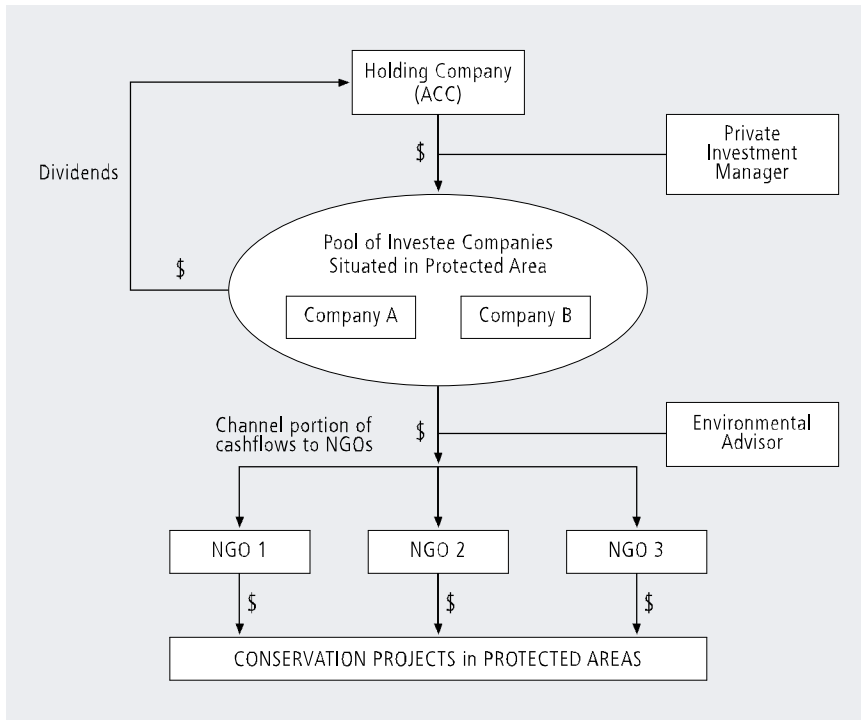 Holding Company
(ACC)
$
Private
Investment
Manager
Dividends
$
Pool of Investee Companies
Situated in Protected Area
Company A
Company B
Channel portion of
cashflows to NGOs
$
Environmental
Advisor
NGO 1
NGO 2
NGO 3
$
$
$
CONSERVATION PROJECTS in PROTECTED AREAS